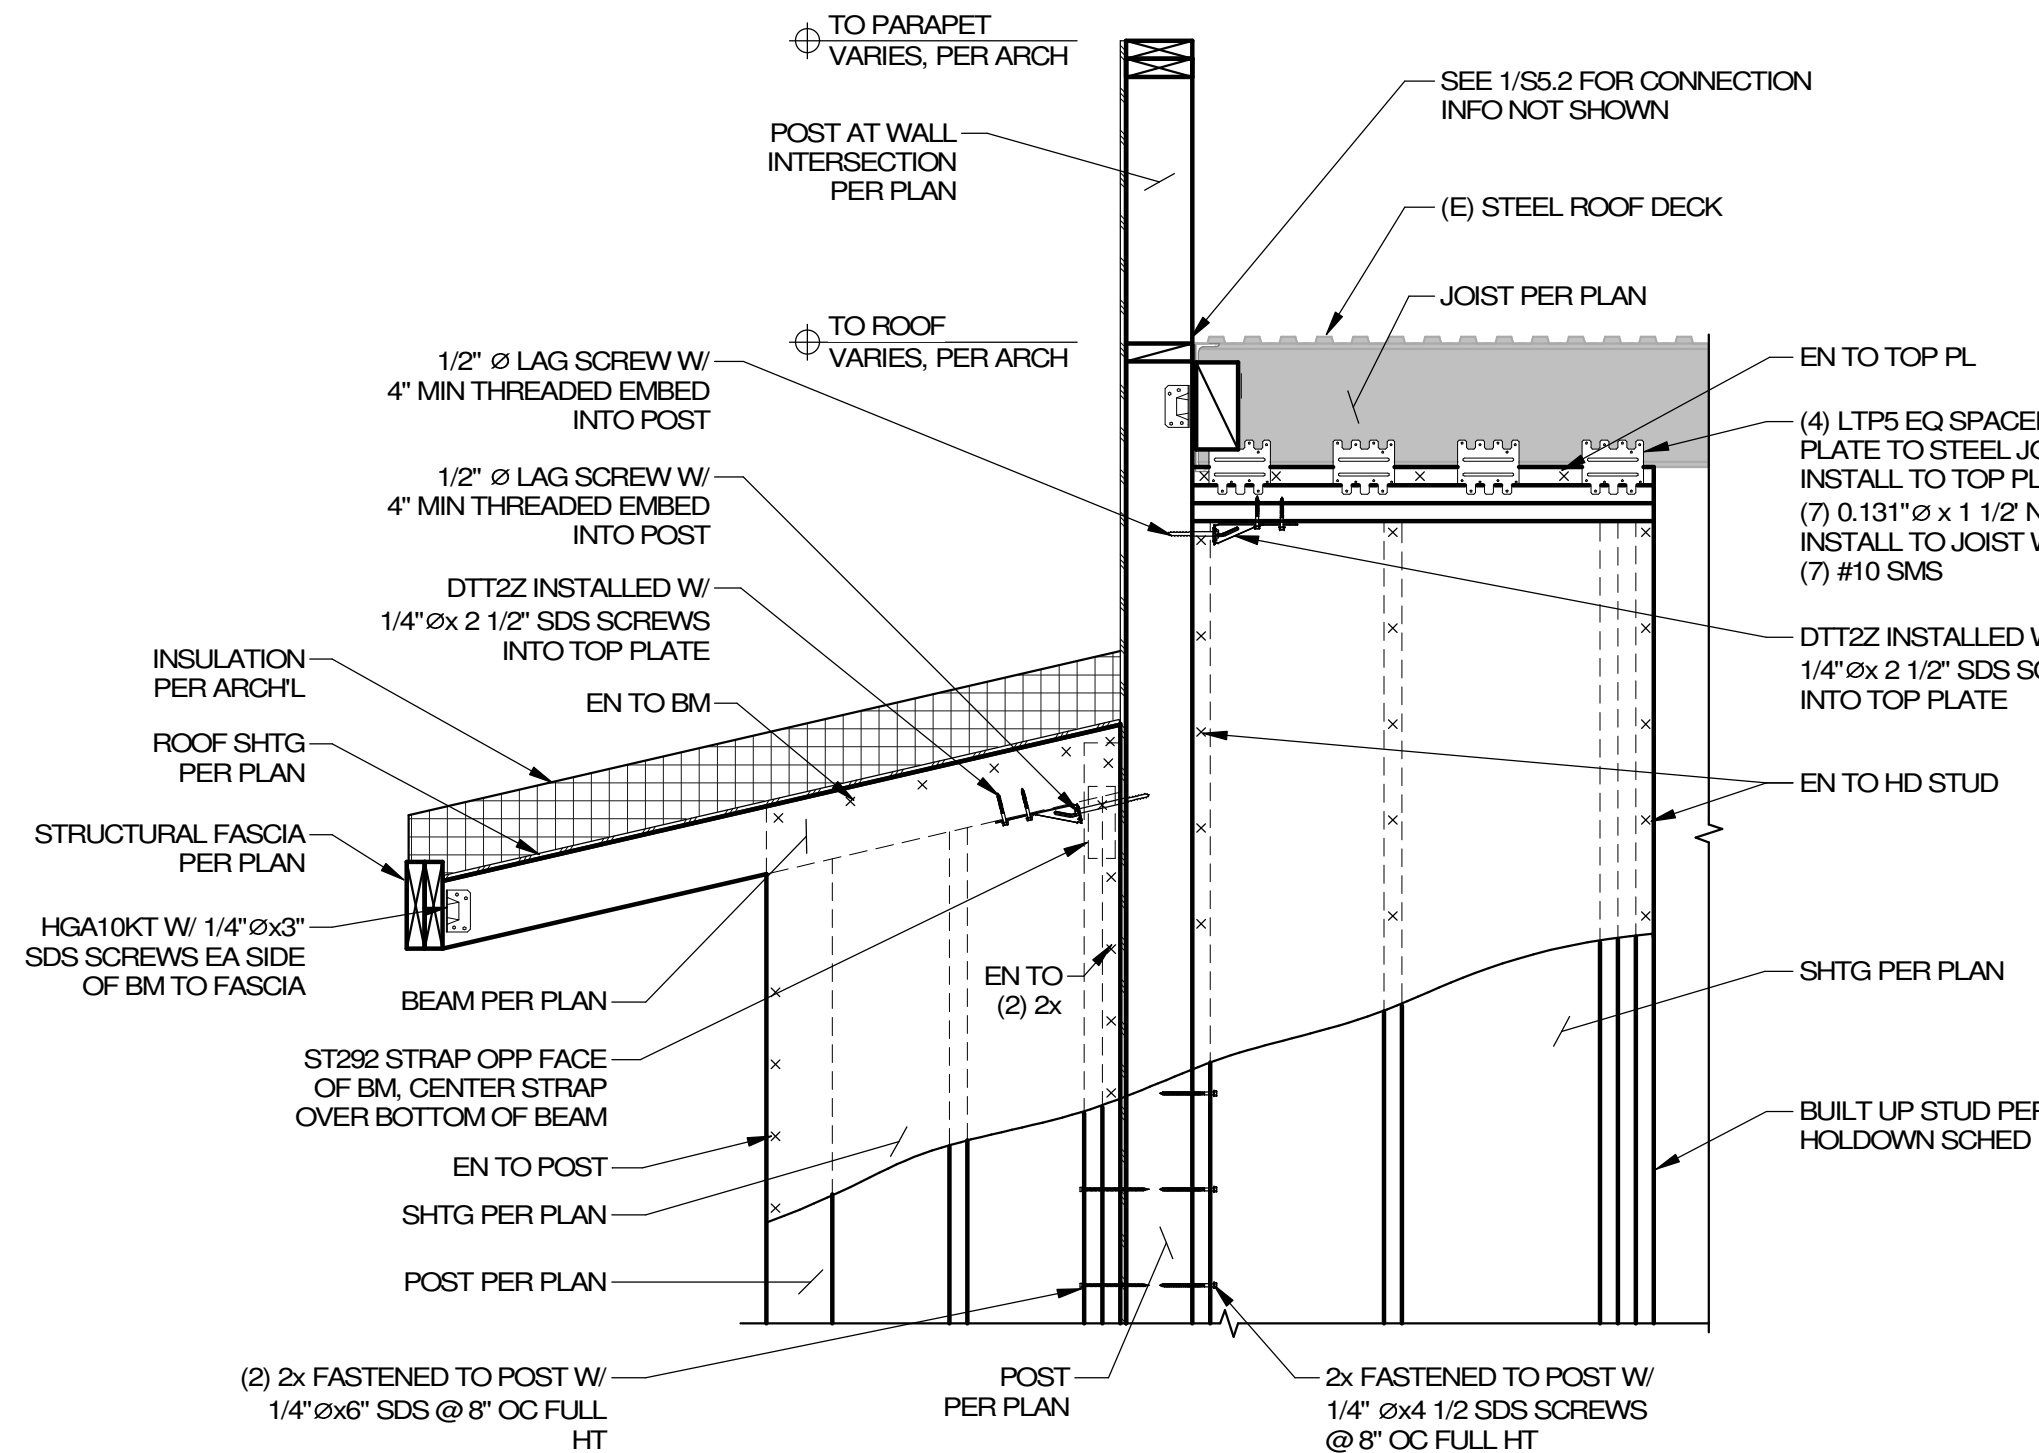 TO PARAPET
VARIES, PER ARCH
SEE 1/S5.2 FOR CONNECTION
INFO NOT SHOWN
POST AT WALL
INTERSECTION
PER PLAN
(E) STEEL ROOF DECK
JOIST PER PLAN
TO ROOF
VARIES, PER ARCH
1/2" Ø LAG SCREW W/
4" MIN THREADED EMBED
INTO POST
EN TO TOP PL
(4) LTP5 EQ
PLATE TO STEEL
INSTALL TO TOP
(7) 0.131"Ø x 1 1/2'
INSTALL TO JOIST
(7) #10 SMS
1/2" Ø LAG SCREW W/
4" MIN THREADED EMBED
INTO POST
DTT2Z INSTALLED W/
1/4"Øx 2 1/2" SDS SCREWS
INTO TOP PLATE
DTT2Z INSTALLED
1/4"Øx 2 1/2" SDS
INTO TOP PLATE
INSULATION
PER ARCH'L
EN TO BM
ROOF SHTG
PER PLAN
EN TO HD STUD
STRUCTURAL FASCIA
PER PLAN
HGA10KT W/ 1/4"Øx3"
SDS SCREWS EA SIDE
OF BM TO FASCIA
BEAM PER PLAN
EN TO
(2) 2x
SHTG PER PLAN
ST292 STRAP OPP FACE
OF BM, CENTER STRAP
OVER BOTTOM OF BEAM
BUILT UP STUD
HOLDOWN SCHED
EN TO POST
SHTG PER PLAN
POST PER PLAN
(2) 2x FASTENED TO POST W/
1/4"Øx6" SDS @ 8" OC FULL
HT
POST
PER PLAN
2x FASTENED TO POST W/
1/4" Øx4 1/2 SDS SCREWS
@ 8" OC FULL HT